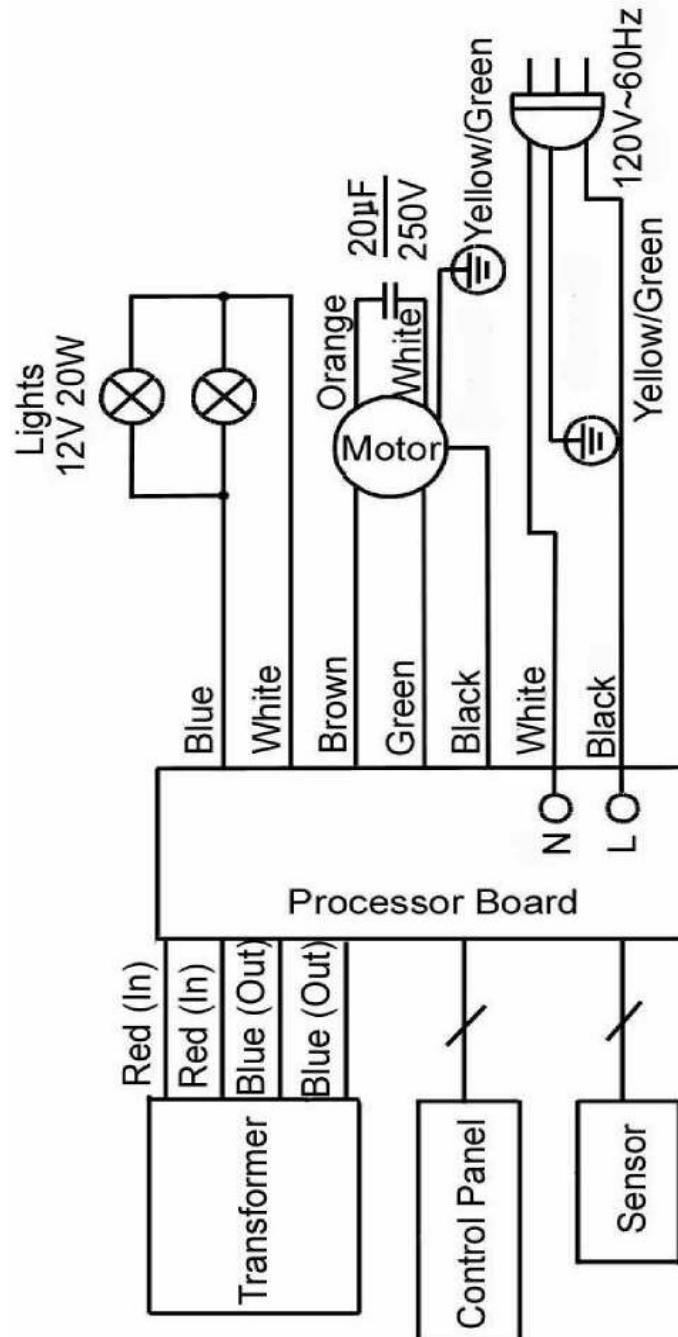 Lights
12V 20W
Orange
White
20µF
250V
Yellow/Green
120V~60Hz
Yellow/Green
Motor
Blue
White
Brown
Green
Black
White
Black
N
L
Processor Board
Red (In)
Red (In)
Blue (Out)
Blue (Out)
Transformer
Control Panel
Sensor